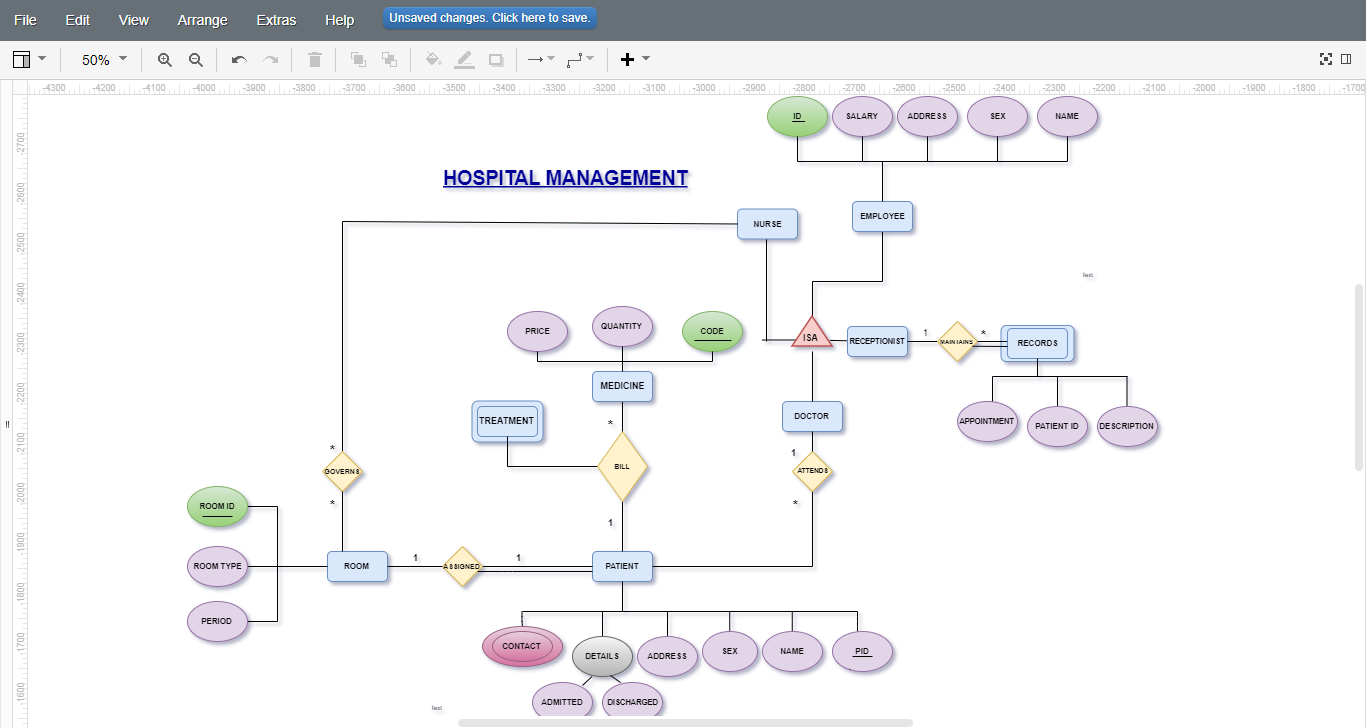 File Edit View Arrange Extras Help Unsaved changes. Click here to save.
50%
-4300 -4200 -4100 -4000 -3900 -3800 -3700 -3600 -3500 -3400 -3300 -3200 -3100 -3000 -2900 -2800 -2700 -2600 -2500 -2400 -2300 -2200 -2100 -2000 -1900 -1800 -1700
-2700
-2600
-2500
-2400
-2300
-2200
-2100
-2000
-1900
-1800
-1700
-1600
ID SALARY ADDRESS SEX NAME
HOSPITAL MANAGEMENT
NURSE EMPLOYEE
Text
PRICE QUANTITY CODE
ISA RECEPTIONIST 1 MAINTAINS * RECORDS
MEDICINE
TREATMENT * DOCTOR
APPOINTMENT PATIENT ID DESCRIPTION
* 1
GOVERNS BILL ATTENDS
* *
ROOM ID
1
1 1
ROOM TYPE ROOM ASSIGNED PATIENT
PERIOD
CONTACT DETAILS ADDRESS SEX NAME PID
ADMITTED DISCHARGED
Text